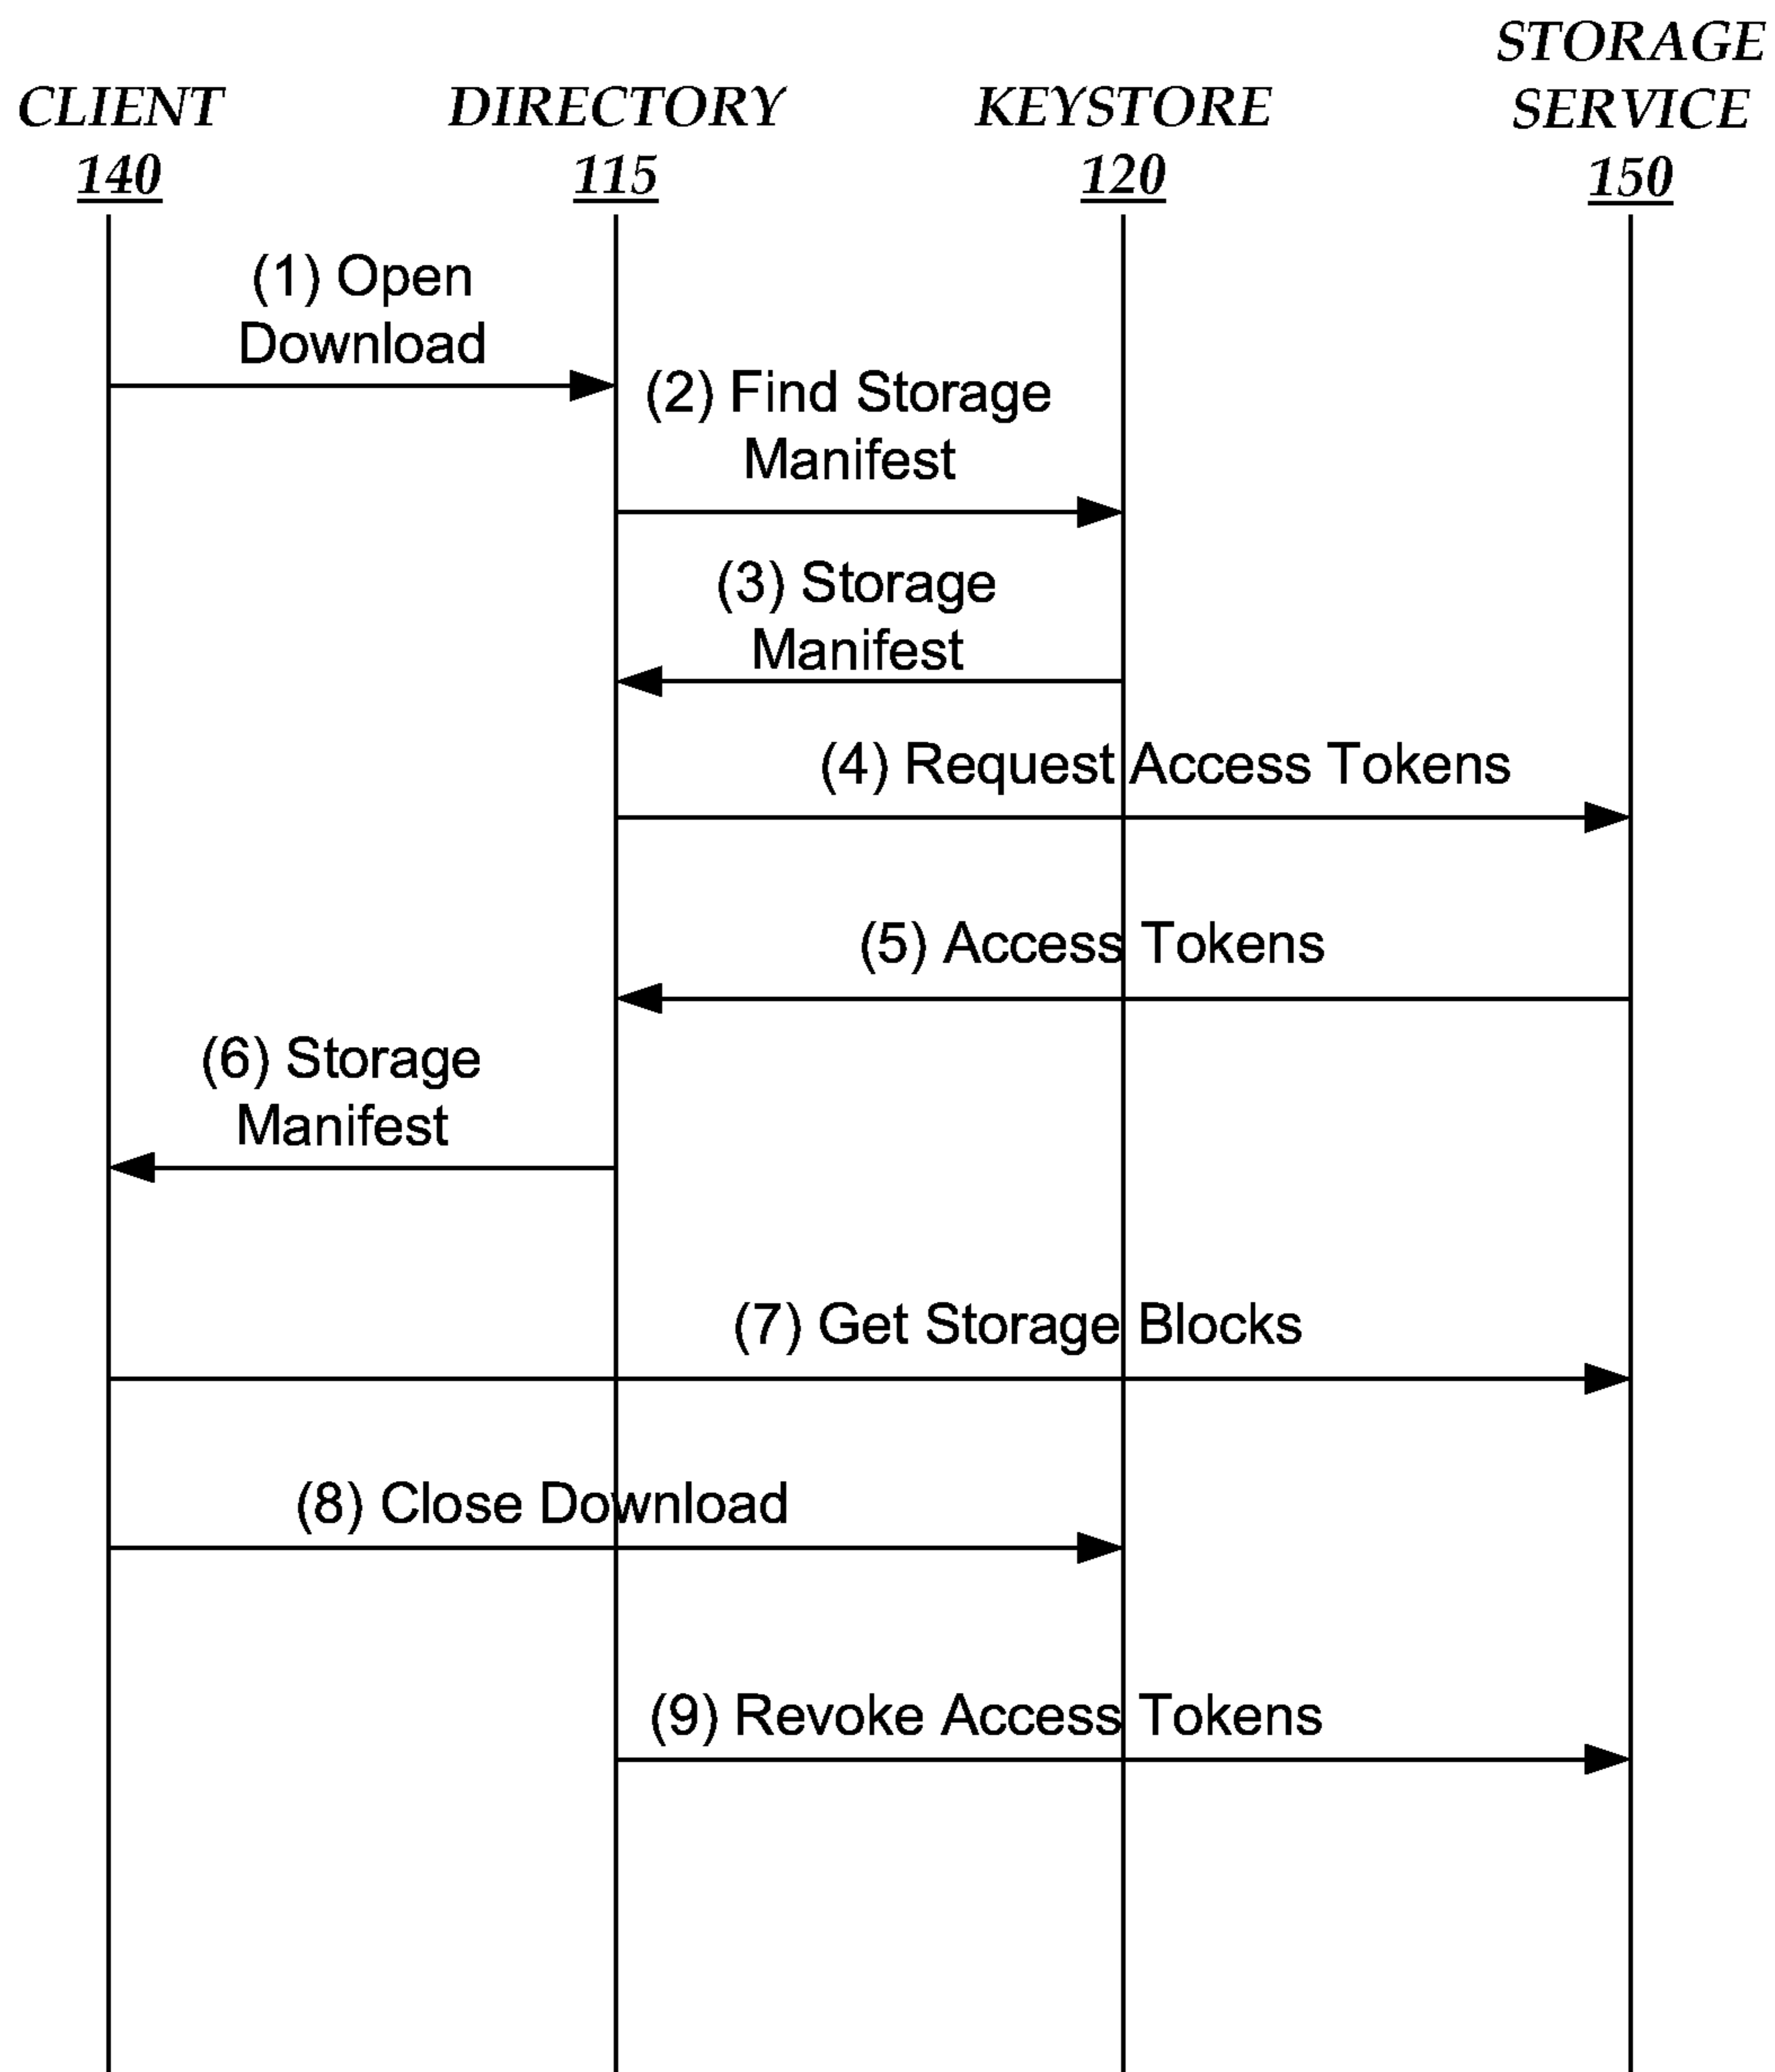 CLIENT
140
DIRECTORY
115
KEYSTORE
120
STORAGE
SERVICE
150
(1) Open
Download
(2) Find Storage
Manifest
(3) Storage
Manifest
(4) Request Access Tokens
(5) Access Tokens
(6) Storage
Manifest
(7) Get Storage Blocks
(8) Close Download
(9) Revoke Access Tokens